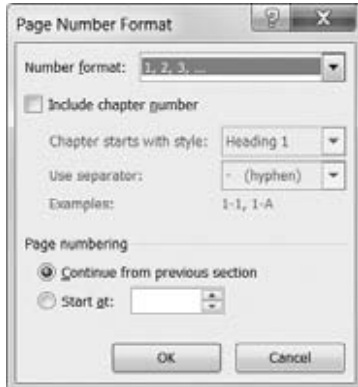 Page Number Format
Number format: 1, 2, 3, ...
Include chapter number
Chapter starts with style: Heading 1
Use separator: - (hyphen)
Examples: 1-1, 1-A
Page numbering
Continue from previous section
Start at:
OK Cancel